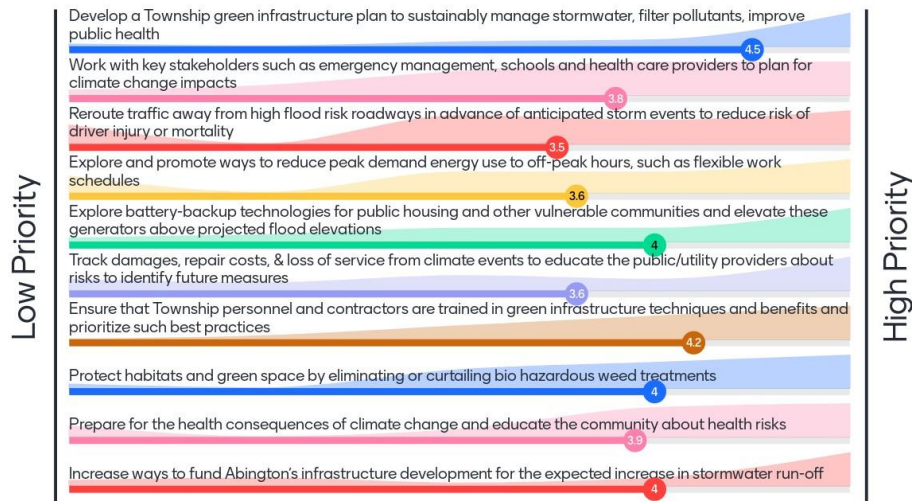 Low Priority
Develop a Township green infrastructure plan to sustainably manage stormwater, filter pollutants, improve
public health
4.5
Work with key stakeholders such as emergency management, schools and health care providers to plan for
climate change impacts
3.8
Reroute traffic away from high flood risk roadways in advance of anticipated storm events to reduce risk of
driver injury or mortality
3.5
Explore and promote ways to reduce peak demand energy use to off-peak hours, such as flexible work
schedules
3.6
Explore battery-backup technologies for public housing and other vulnerable communities and elevate these
generators above projected flood elevations
4
Track damages, repair costs, & loss of service from climate events to educate the public/utility providers about
risks to identify future measures
3.6
Ensure that Township personnel and contractors are trained in green infrastructure techniques and benefits and
prioritize such best practices
4.2
Protect habitats and green space by eliminating or curtailing bio hazardous weed treatments
4
Prepare for the health consequences of climate change and educate the community about health risks
3.9
Increase ways to fund Abington's infrastructure development for the expected increase in stormwater run-off
4
High Priority